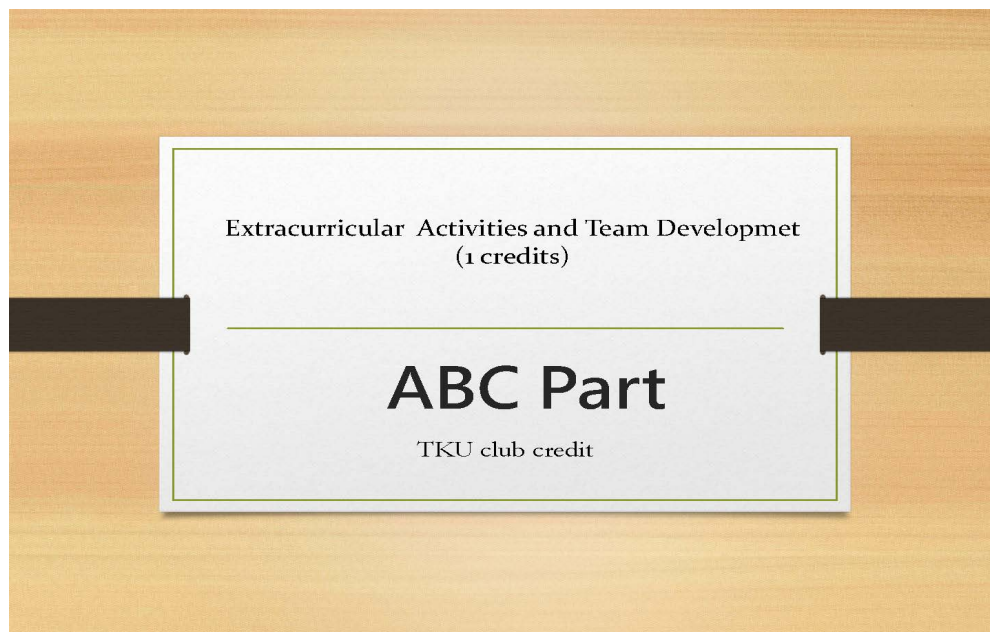 Extracurricular Activities and Team Developmet
(1 credits)
ABC Part
TKU club credit